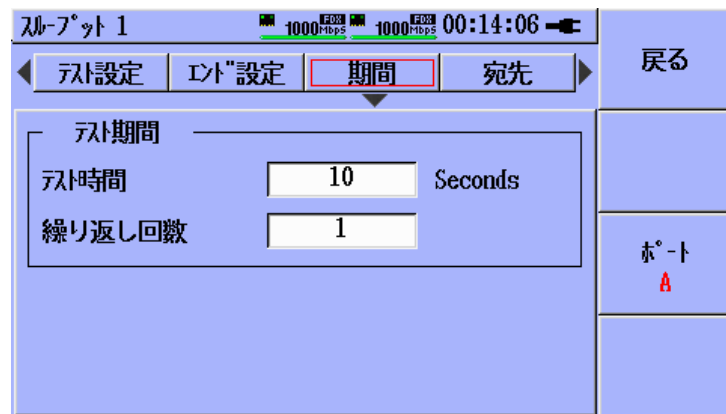 ｽﾙｰﾌﾟｯﾄ 1 1000 FDX Mbps 1000 FDX Mbps 00:14:06
ﾃｽﾄ設定 ｴﾝﾄﾞ設定 期間 宛先
戻る
ﾃｽﾄ期間
ﾃｽﾄ時間 10 Seconds
繰り返し回数 1
ﾎﾟｰﾄ
A